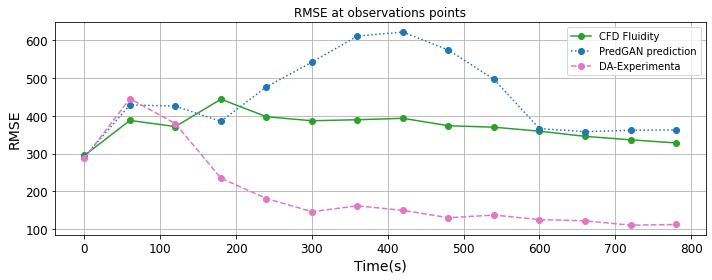 RMSE at observations points
RMSE
600
500
400
300
200
100
CFD Fluidity
PredGAN prediction
DA-Experimenta
0 100 200 300 400 500 600 700 800
Time(s)